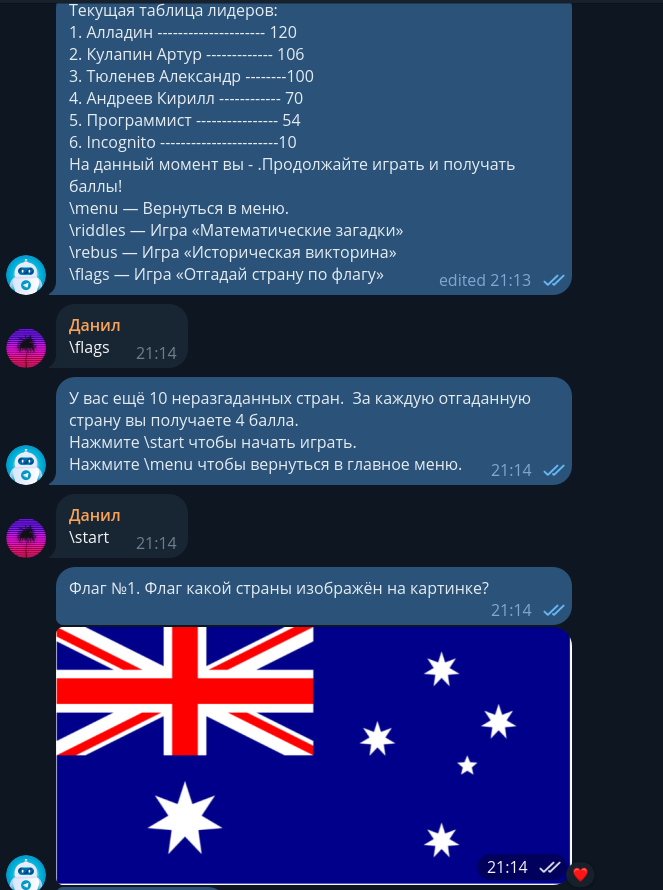 Текущая таблица лидеров:
1. Алладин --------------------- 120
2. Кулапин Артур -------------- 106
3. Тюленев Александр --------100
4. Андреев Кирилл ------------ 70
5. Программист ---------------- 54
6. Incognito -----------------------10
На данный момент вы - .Продолжайте играть и получать
баллы!
\menu — Вернуться в меню.
\riddles — Игра «Математические загадки»
\rebus — Игра «Историческая викторина»
\flags — Игра «Отгадай страну по флагу»
edited 21:13
Данил
\flags
21:14
У вас ещё 10 неразгаданных стран.  За каждую отгаданную
страну вы получаете 4 балла.
Нажмите \start чтобы начать играть.
Нажмите \menu чтобы вернуться в главное меню.
21:14
Данил
\start
21:14
Флаг №1. Флаг какой страны изображён на картинке?
21:14
21:14